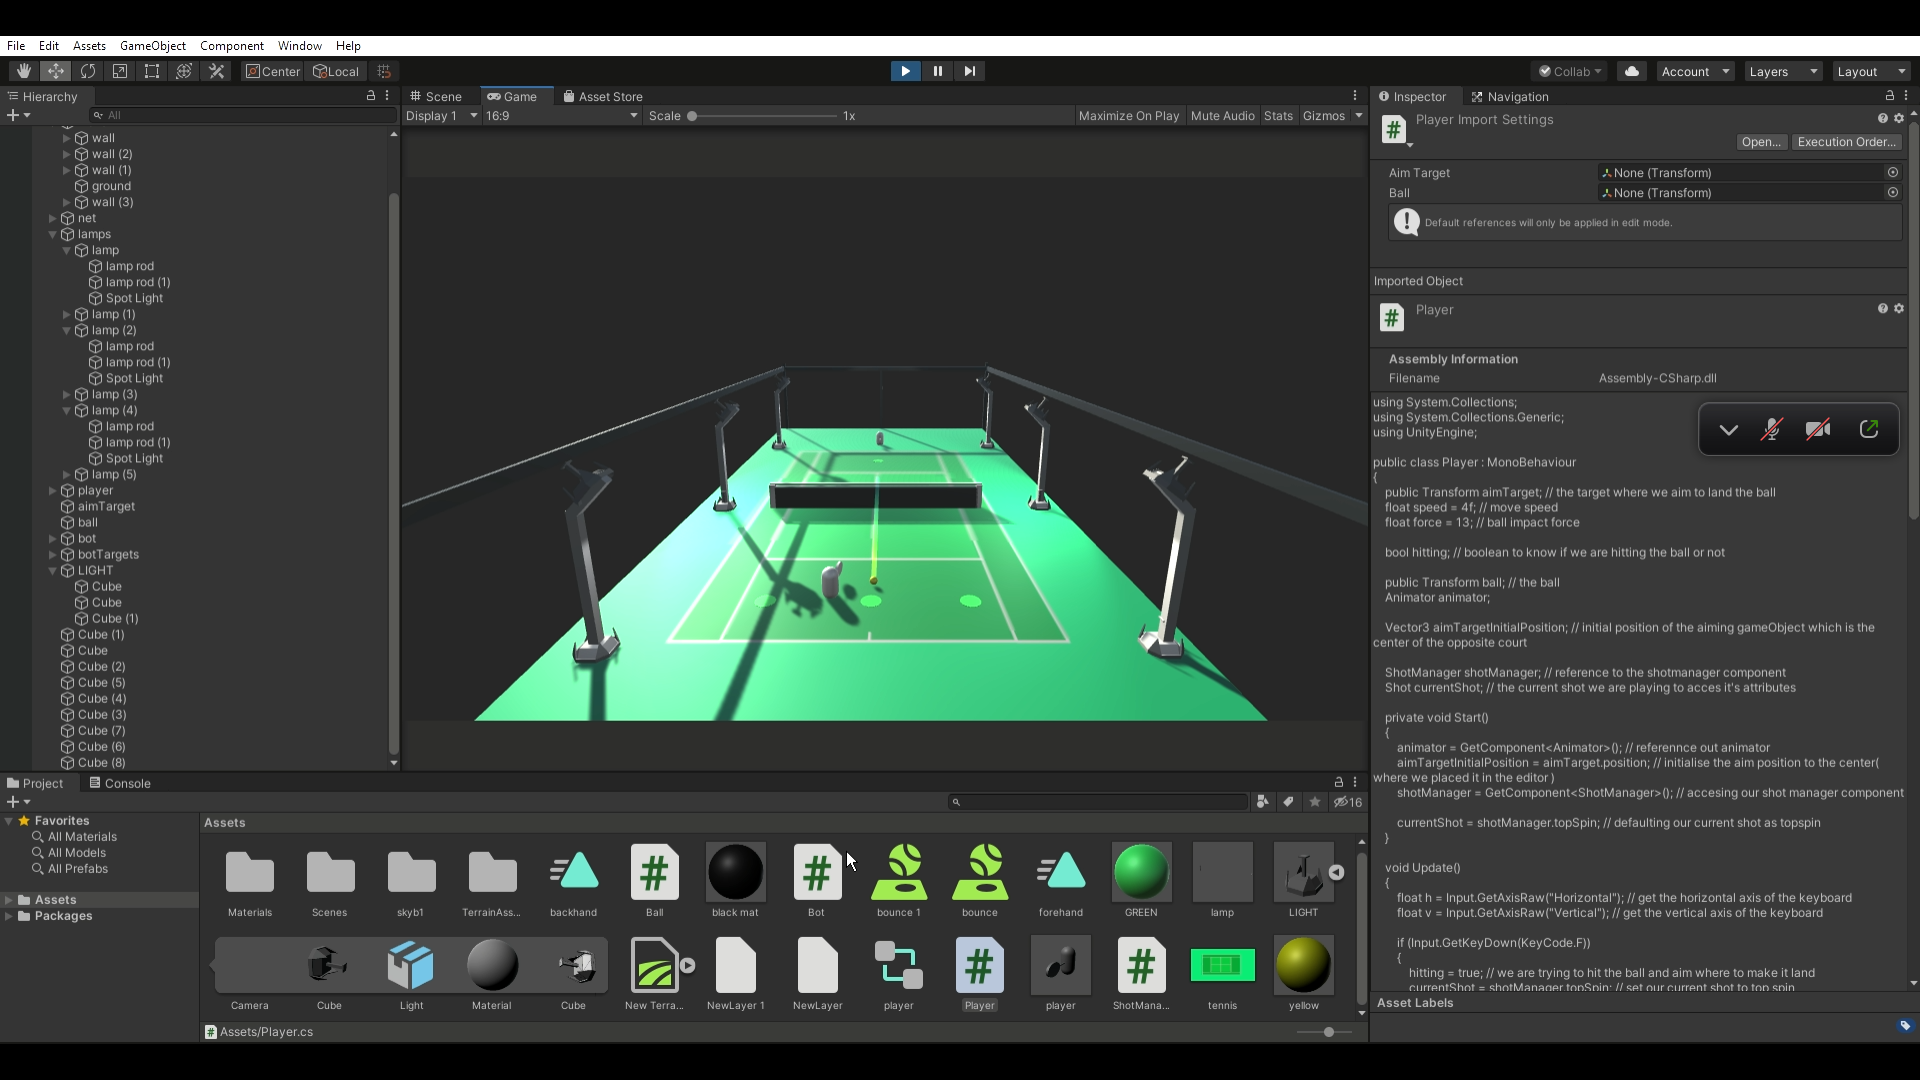 File Edit Assets GameObject Component Window Help
Center Local
Collab Account Layers Layout
Hierarchy
All
wall
wall (2)
wall (1)
ground
wall (3)
net
lamps
lamp
lamp rod
lamp rod (1)
Spot Light
lamp (1)
lamp (2)
lamp rod
lamp rod (1)
Spot Light
lamp (3)
lamp (4)
lamp rod
lamp rod (1)
Spot Light
lamp (5)
player
aimTarget
ball
bot
botTargets
LIGHT
Cube
Cube
Cube (1)
Cube (1)
Cube
Cube (2)
Cube (5)
Cube (4)
Cube (3)
Cube (7)
Cube (6)
Cube (8)
Scene Game Asset Store
Display 1 16:9 Scale 1x Maximize On Play Mute Audio Stats Gizmos
Inspector Navigation
Player Import Settings
Open... Execution Order...
Aim Target None (Transform)
Ball None (Transform)
Default references will only be applied in edit mode.
Imported Object
Player
Assembly Information
Filename Assembly-CSharp.dll
using System.Collections;
using System.Collections.Generic;
using UnityEngine;
public class Player : MonoBehaviour
{
public Transform aimTarget; // the target where we aim to land the ball
float speed = 4f; // move speed
float force = 13; // ball impact force
bool hitting; // boolean to know if we are hitting the ball or not
public Transform ball; // the ball
Animator animator;
Vector3 aimTargetInitialPosition; // initial position of the aiming gameObject which is the
center of the opposite court
ShotManager shotManager; // reference to the shotmanager component
Shot currentShot; // the current shot we are playing to acces it's attributes
private void Start()
{
animator = GetComponent<Animator>(); // referennce out animator
aimTargetInitialPosition = aimTarget.position; // initialise the aim position to the center(
where we placed it in the editor )
shotManager = GetComponent<ShotManager>(); // accesing our shot manager component
currentShot = shotManager.topSpin; // defaulting our current shot as topspin
}
void Update()
{
float h = Input.GetAxisRaw("Horizontal"); // get the horizontal axis of the keyboard
float v = Input.GetAxisRaw("Vertical"); // get the vertical axis of the keyboard
if (Input.GetKeyDown(KeyCode.F))
{
hitting = true; // we are trying to hit the ball and aim where to make it land
currentShot = shotManager.topSpin; // set our current shot to top spin
Asset Labels
Project Console
16
Favorites
All Materials
All Models
All Prefabs
Assets
Packages
Assets
Materials Scenes skyb1 TerrainAss... backhand Ball black mat Bot bounce 1 bounce forehand GREEN lamp LIGHT
Camera Cube Light Material Cube New Terra... NewLayer 1 NewLayer player Player player ShotMana... tennis yellow
Assets/Player.cs